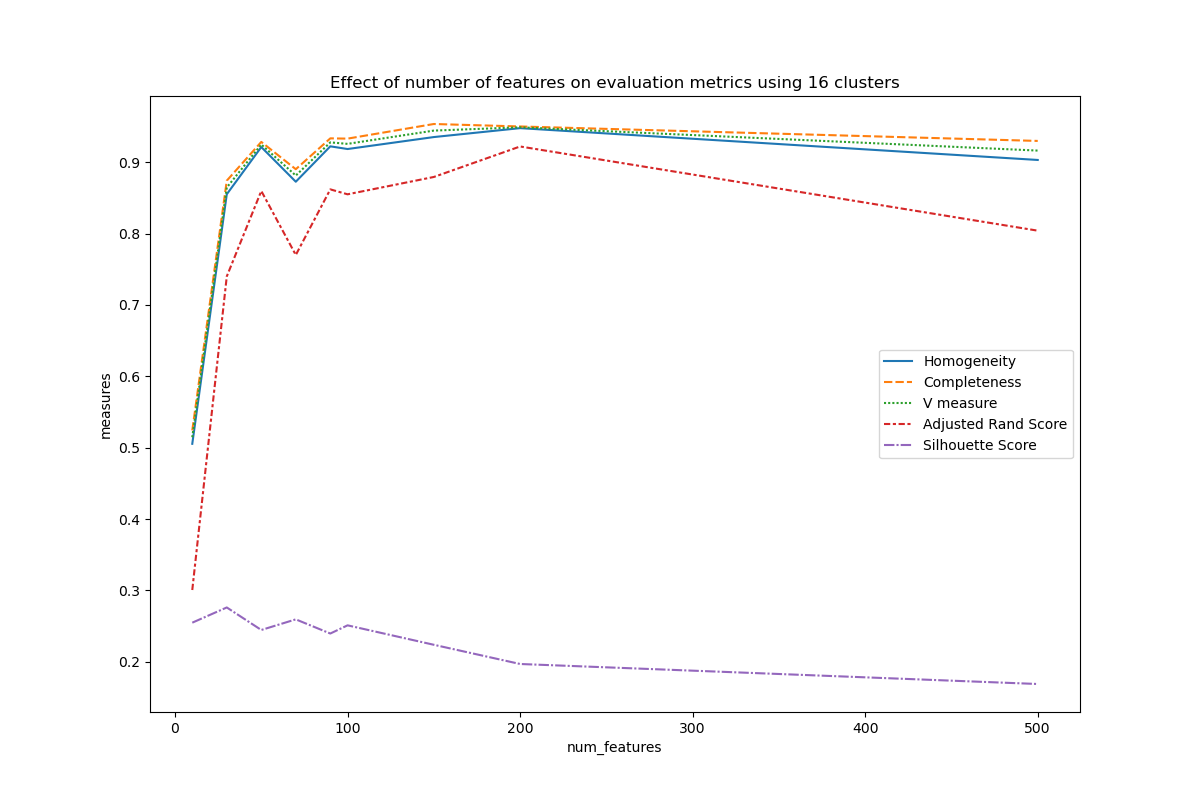 Effect of number of features on evaluation metrics using 16 clusters
measures
0.9
0.8
0.7
0.6
0.5
0.4
0.3
0.2
Homogeneity
Completeness
V measure
Adjusted Rand Score
Silhouette Score
0 100 200 300 400 500
num_features